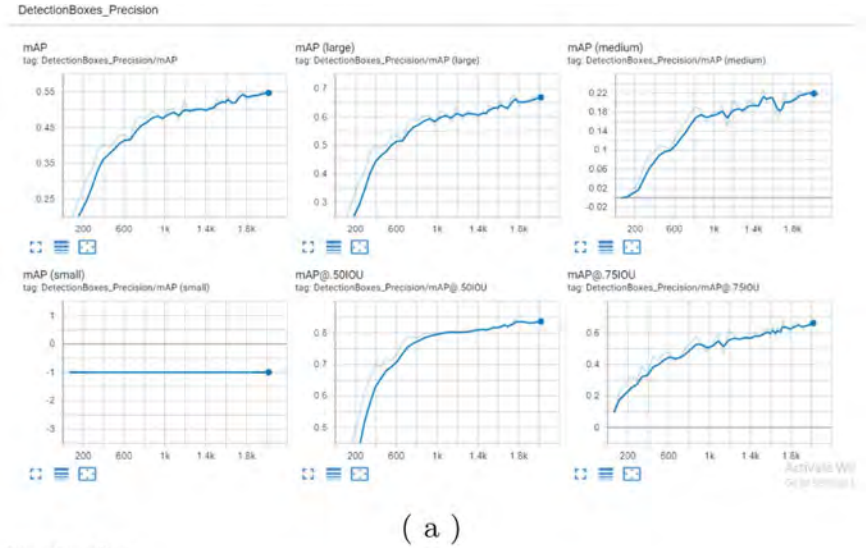 DetectionBoxes_Precision
mAP
tag: DetectionBoxes_Precision/mAP
0.55
0.45
0.35
0.25
200 600 1k 1.4k 1.8k
mAP (large)
tag: DetectionBoxes_Precision/mAP (large)
0.7
0.6
0.5
0.4
0.3
200 600 1k 1.4k 1.8k
mAP (medium)
tag: DetectionBoxes_Precision/mAP (medium)
0.22
0.18
0.14
0.1
0.06
0.02
-0.02
200 600 1k 1.4k 1.8k
mAP (small)
tag: DetectionBoxes_Precision/mAP (small)
1
0
-1
-2
-3
200 600 1k 1.4k 1.8k
mAP@.50IOU
tag: DetectionBoxes_Precision/mAP@.50IOU
0.8
0.7
0.6
0.5
200 600 1k 1.4k 1.8k
mAP@.75IOU
tag: DetectionBoxes_Precision/mAP@.75IOU
0.6
0.4
0.2
0
200 600 1k 1.4k 1.8k
Activate Wi
( a )